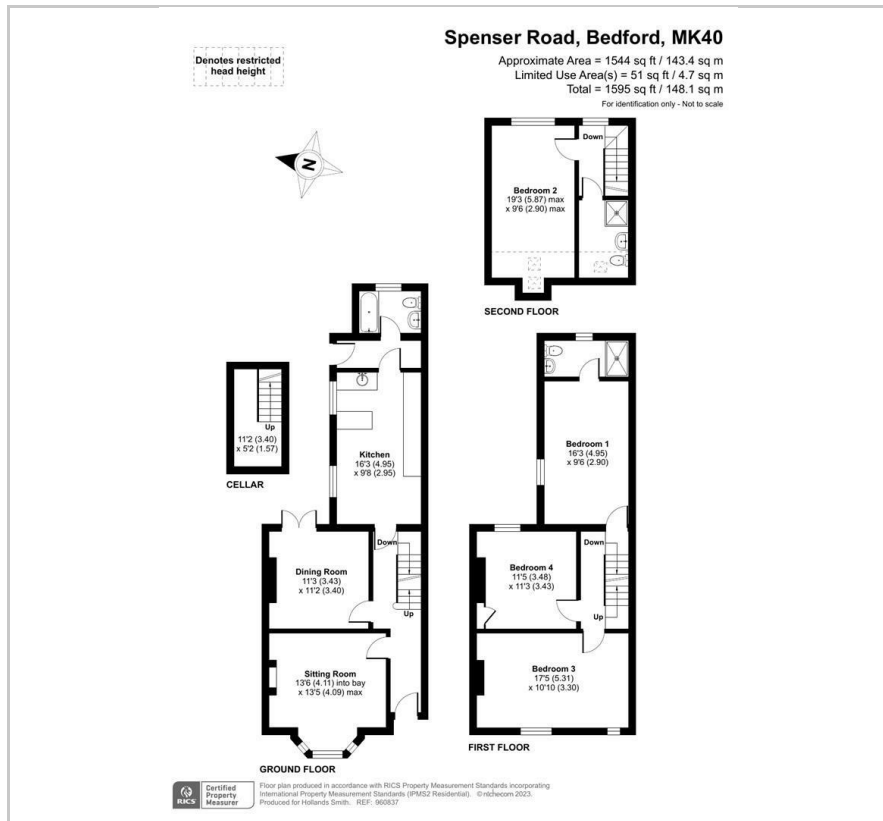 Spenser Road, Bedford, MK40
Approximate Area = 1544 sq ft / 143.4 sq m
Limited Use Area(s) = 51 sq ft / 4.7 sq m
Total = 1595 sq ft / 148.1 sq m
For identification only - Not to scale
Denotes restricted
head height
N
Down
Bedroom 2
19'3 (5.87) max
x 9'6 (2.90) max
SECOND FLOOR
Up
11'2 (3.40)
x 5'2 (1.57)
CELLAR
Kitchen
16'3 (4.95)
x 9'8 (2.95)
Down
Dining Room
11'3 (3.43)
x 11'2 (3.40)
Up
Sitting Room
13'6 (4.11) into bay
x 13'5 (4.09) max
GROUND FLOOR
Bedroom 1
16'3 (4.95)
x 9'6 (2.90)
Down
Bedroom 4
11'5 (3.48)
x 11'3 (3.43)
Up
Bedroom 3
17'5 (5.31)
x 10'10 (3.30)
FIRST FLOOR
RICS
Certified
Property
Measurer
Floor plan produced in accordance with RICS Property Measurement Standards incorporating
International Property Measurement Standards (IPMS2 Residential). © nichecom 2023.
Produced for Hollands Smith. REF: 960837